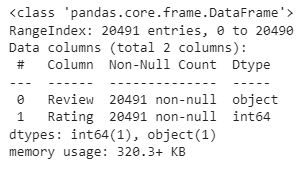 <class 'pandas.core.frame.DataFrame'>
RangeIndex: 20491 entries, 0 to 20490
Data columns (total 2 columns):
 #   Column  Non-Null Count  Dtype
---  ------  --------------  -----
 0   Review  20491 non-null  object
 1   Rating  20491 non-null  int64
dtypes: int64(1), object(1)
memory usage: 320.3+ KB